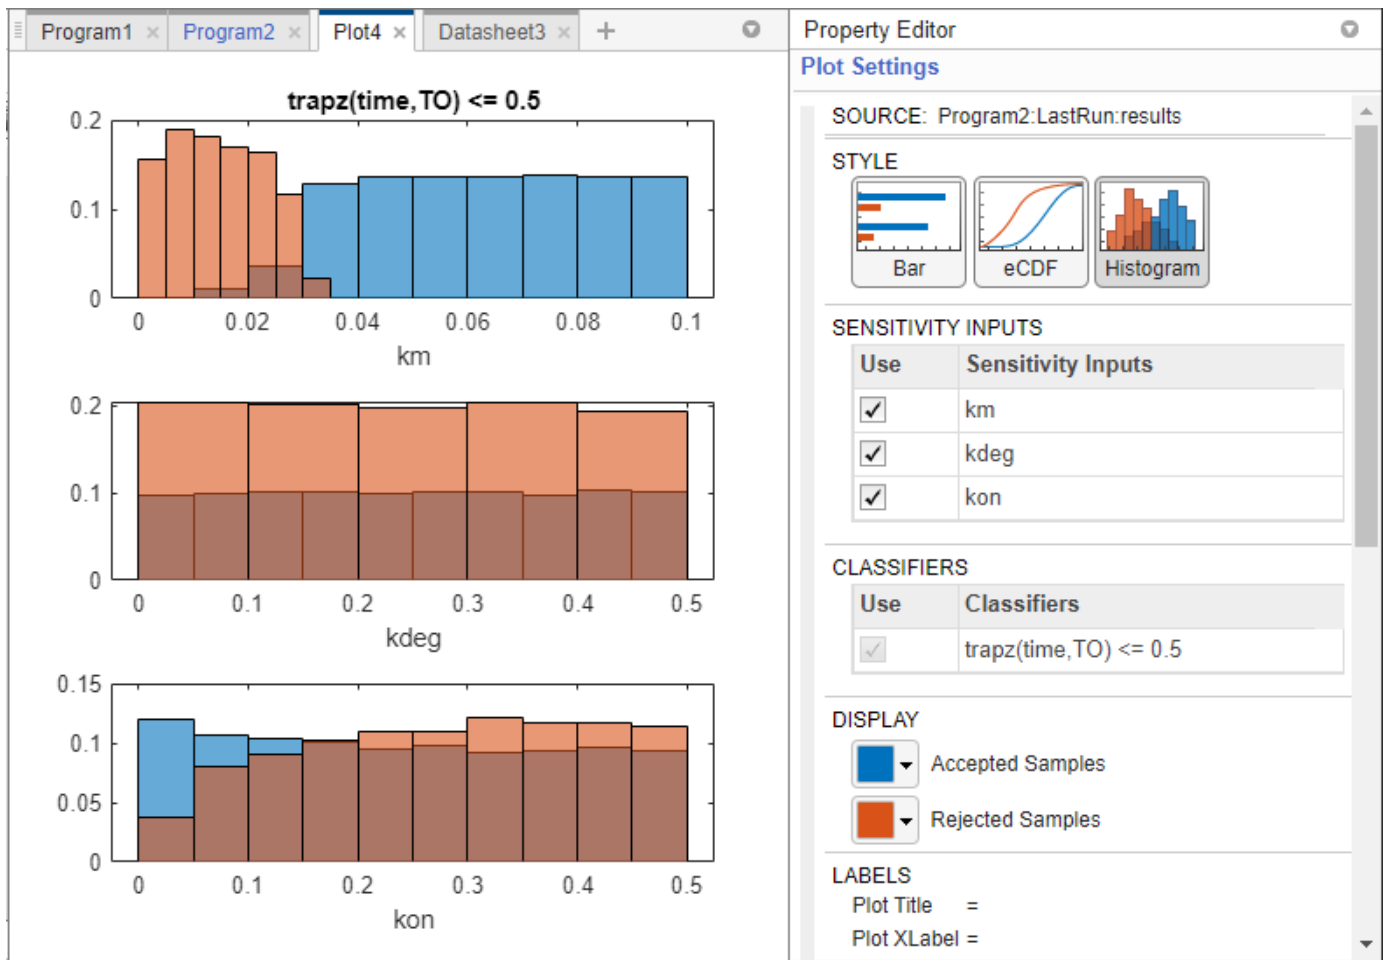 Program1 × Program2 × Plot4 × Datasheet3 × +
trapz(time,TO) <= 0.5
0.2
0.1
0
0 0.02 0.04 0.06 0.08 0.1
km
0.2
0.1
0
0 0.1 0.2 0.3 0.4 0.5
kdeg
0.15
0.1
0.05
0
0 0.1 0.2 0.3 0.4 0.5
kon
Property Editor
Plot Settings
SOURCE: Program2:LastRun:results
STYLE
Bar eCDF Histogram
SENSITIVITY INPUTS
Use Sensitivity Inputs
km
kdeg
kon
CLASSIFIERS
Use Classifiers
trapz(time,TO) <= 0.5
DISPLAY
Accepted Samples
Rejected Samples
LABELS
Plot Title =
Plot XLabel =